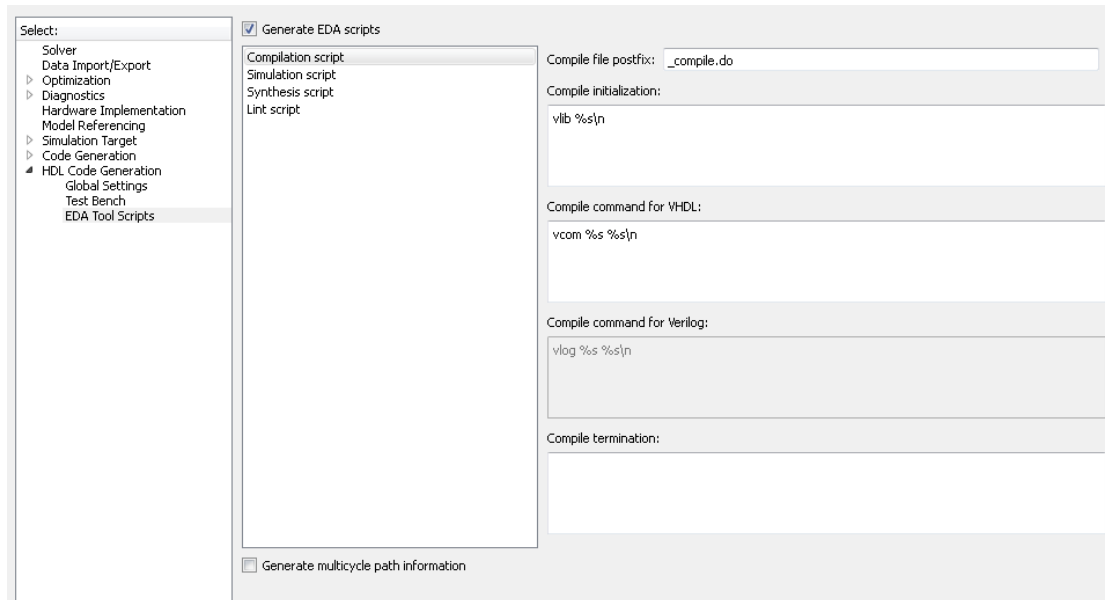 Select:
Solver
Data Import/Export
Optimization
Diagnostics
Hardware Implementation
Model Referencing
Simulation Target
Code Generation
HDL Code Generation
Global Settings
Test Bench
EDA Tool Scripts
Generate EDA scripts
Compilation script
Simulation script
Synthesis script
Lint script
Generate multicycle path information
Compile file postfix: _compile.do
Compile initialization:
vlib %s\n
Compile command for VHDL:
vcom %s %s\n
Compile command for Verilog:
vlog %s %s\n
Compile termination: